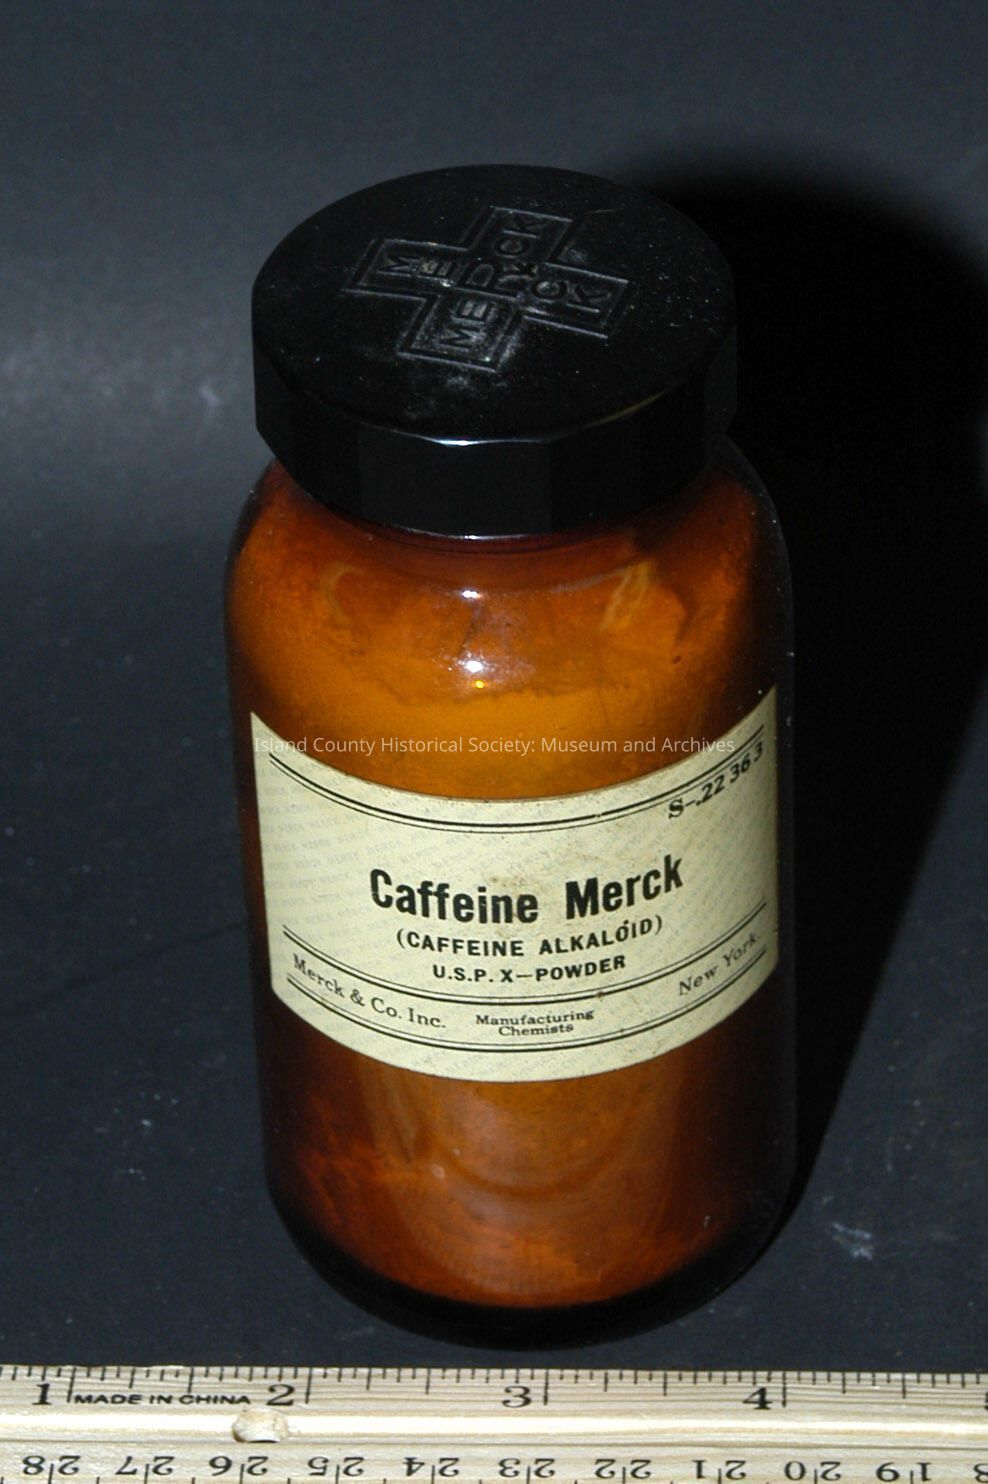 MERCK
MERCK
Island County Historical Society: Museum and Archives
S-.22 363
Caffeine Merck
(CAFFEINE ALKALOID)
U.S.P. X—POWDER
Merck & Co. Inc. Manufacturing Chemists New York.
1 MADE IN CHINA 2 3 4
28 27 26 25 24 23 22 21 20 19